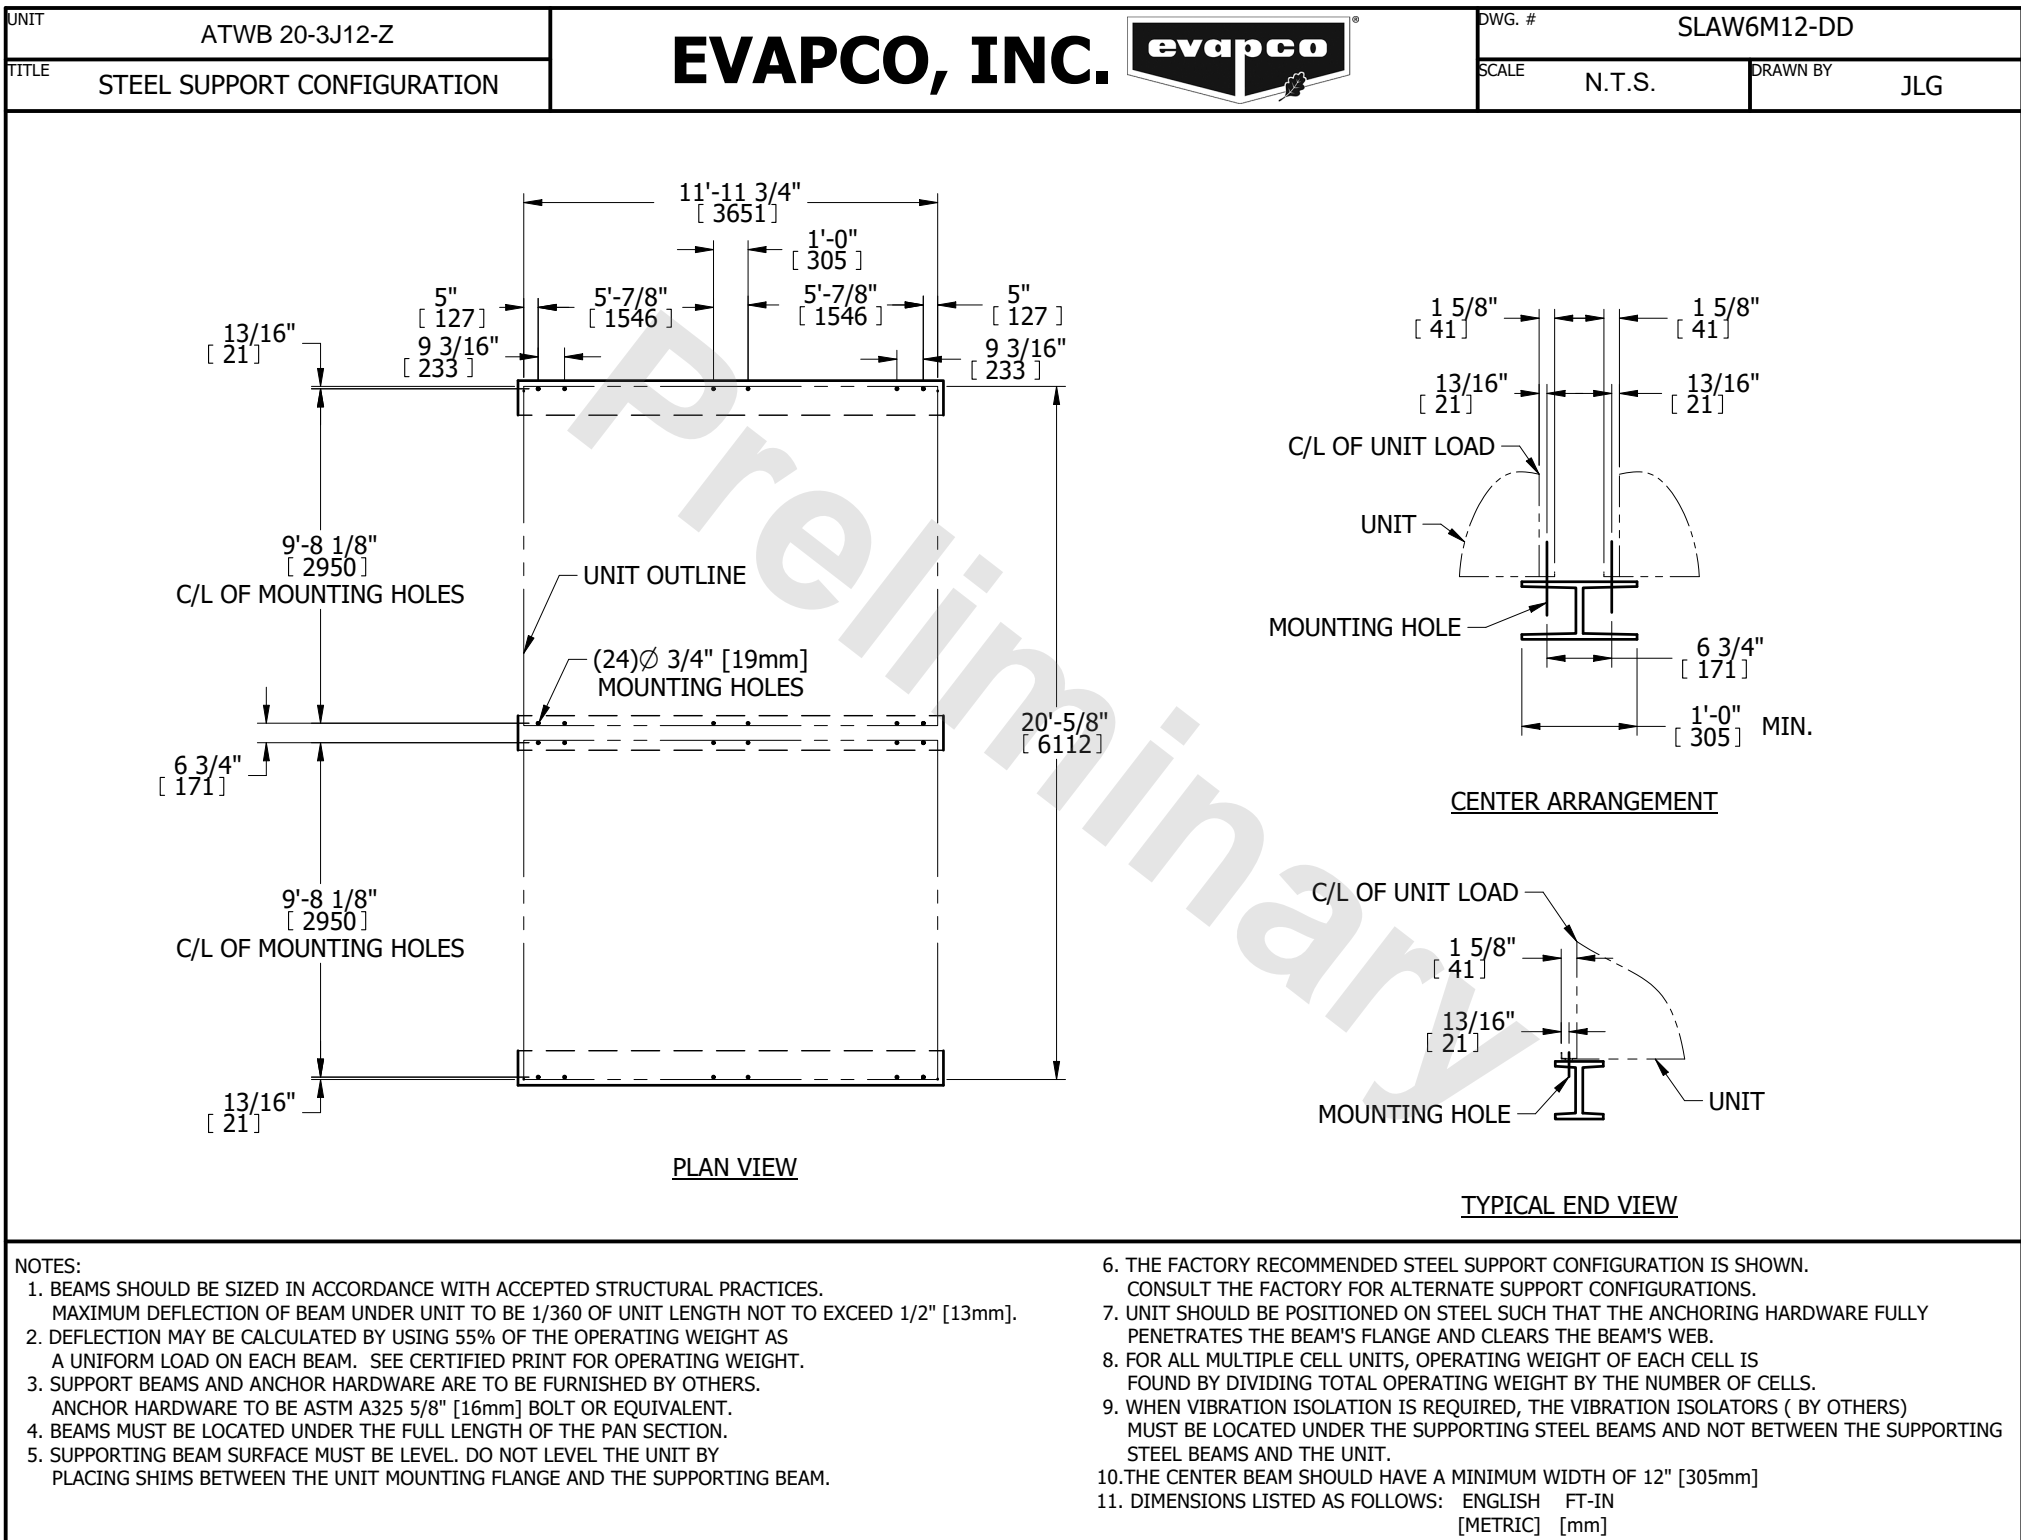 UNIT
ATWB 20-3J12-Z
TITLE
STEEL SUPPORT CONFIGURATION
EVAPCO, INC.
evapco
®
DWG. #
SLAW6M12-DD
SCALE
N.T.S.
DRAWN BY
JLG
11'-11 3/4"
[ 3651 ]
1'-0"
[ 305 ]
5"
[ 127 ]
5'-7/8"
[ 1546 ]
5'-7/8"
[ 1546 ]
5"
[ 127 ]
13/16"
[ 21 ]
9 3/16"
[ 233 ]
9 3/16"
[ 233 ]
9'-8 1/8"
[ 2950 ]
C/L OF MOUNTING HOLES
UNIT OUTLINE
(24)Ø 3/4" [19mm]
MOUNTING HOLES
6 3/4"
[ 171 ]
20'-5/8"
[ 6112 ]
9'-8 1/8"
[ 2950 ]
C/L OF MOUNTING HOLES
13/16"
[ 21 ]
PLAN VIEW
Preliminary
1 5/8"
[ 41 ]
1 5/8"
[ 41 ]
13/16"
[ 21 ]
13/16"
[ 21 ]
C/L OF UNIT LOAD
UNIT
MOUNTING HOLE
6 3/4"
[ 171 ]
1'-0"
[ 305 ]
MIN.
CENTER ARRANGEMENT
C/L OF UNIT LOAD
1 5/8"
[ 41 ]
13/16"
[ 21 ]
MOUNTING HOLE
UNIT
TYPICAL END VIEW
NOTES:
1. BEAMS SHOULD BE SIZED IN ACCORDANCE WITH ACCEPTED STRUCTURAL PRACTICES.
MAXIMUM DEFLECTION OF BEAM UNDER UNIT TO BE 1/360 OF UNIT LENGTH NOT TO EXCEED 1/2" [13mm].
2. DEFLECTION MAY BE CALCULATED BY USING 55% OF THE OPERATING WEIGHT AS
A UNIFORM LOAD ON EACH BEAM. SEE CERTIFIED PRINT FOR OPERATING WEIGHT.
3. SUPPORT BEAMS AND ANCHOR HARDWARE ARE TO BE FURNISHED BY OTHERS.
ANCHOR HARDWARE TO BE ASTM A325 5/8" [16mm] BOLT OR EQUIVALENT.
4. BEAMS MUST BE LOCATED UNDER THE FULL LENGTH OF THE PAN SECTION.
5. SUPPORTING BEAM SURFACE MUST BE LEVEL. DO NOT LEVEL THE UNIT BY
PLACING SHIMS BETWEEN THE UNIT MOUNTING FLANGE AND THE SUPPORTING BEAM.
6. THE FACTORY RECOMMENDED STEEL SUPPORT CONFIGURATION IS SHOWN.
CONSULT THE FACTORY FOR ALTERNATE SUPPORT CONFIGURATIONS.
7. UNIT SHOULD BE POSITIONED ON STEEL SUCH THAT THE ANCHORING HARDWARE FULLY
PENETRATES THE BEAM'S FLANGE AND CLEARS THE BEAM'S WEB.
8. FOR ALL MULTIPLE CELL UNITS, OPERATING WEIGHT OF EACH CELL IS
FOUND BY DIVIDING TOTAL OPERATING WEIGHT BY THE NUMBER OF CELLS.
9. WHEN VIBRATION ISOLATION IS REQUIRED, THE VIBRATION ISOLATORS ( BY OTHERS)
MUST BE LOCATED UNDER THE SUPPORTING STEEL BEAMS AND NOT BETWEEN THE SUPPORTING
STEEL BEAMS AND THE UNIT.
10.THE CENTER BEAM SHOULD HAVE A MINIMUM WIDTH OF 12" [305mm]
11. DIMENSIONS LISTED AS FOLLOWS: ENGLISH FT-IN
[METRIC] [mm]